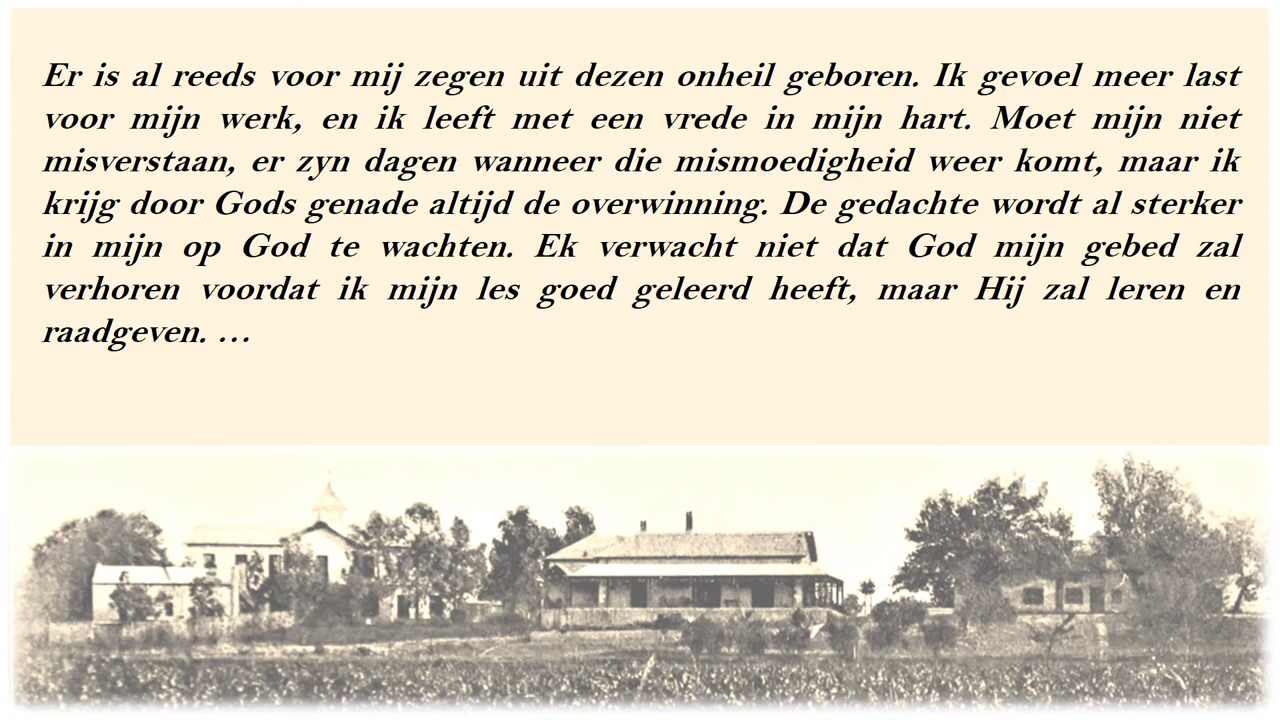 Er is al reeds voor mij zegen uit dezen onheil geboren. Ik gevoel meer last
voor mijn werk, en ik leeft met een vrede in mijn hart. Moet mijn niet
misverstaan, er zyn dagen wanneer die mismoedigheid weer komt, maar ik
krijg door Gods genade altijd de overwinning. De gedachte wordt al sterker
in mijn op God te wachten. Ek verwacht niet dat God mijn gebed zal
verhoren voordat ik mijn les goed geleerd heeft, maar Hij zal leren en
raadgeven. …